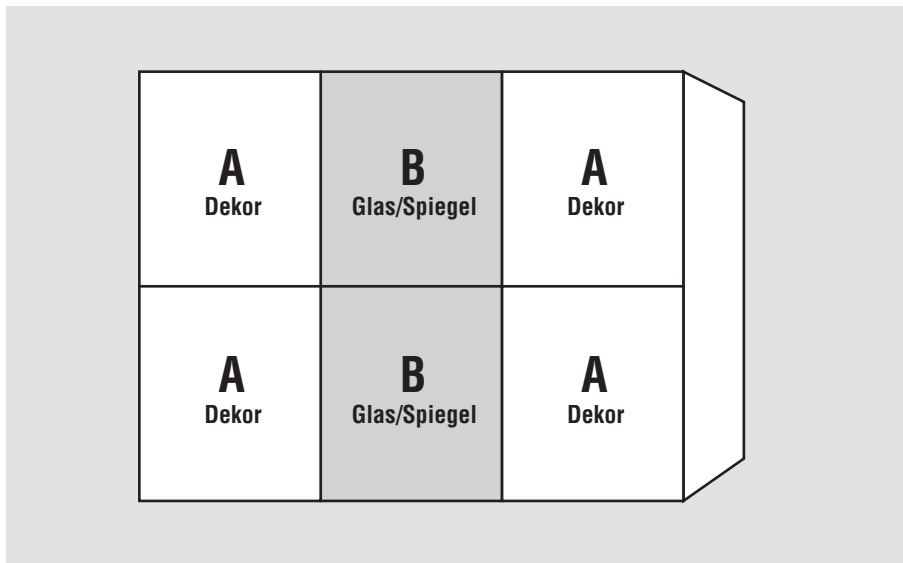 A
Dekor
B
Glas/Spiegel
A
Dekor
A
Dekor
B
Glas/Spiegel
A
Dekor